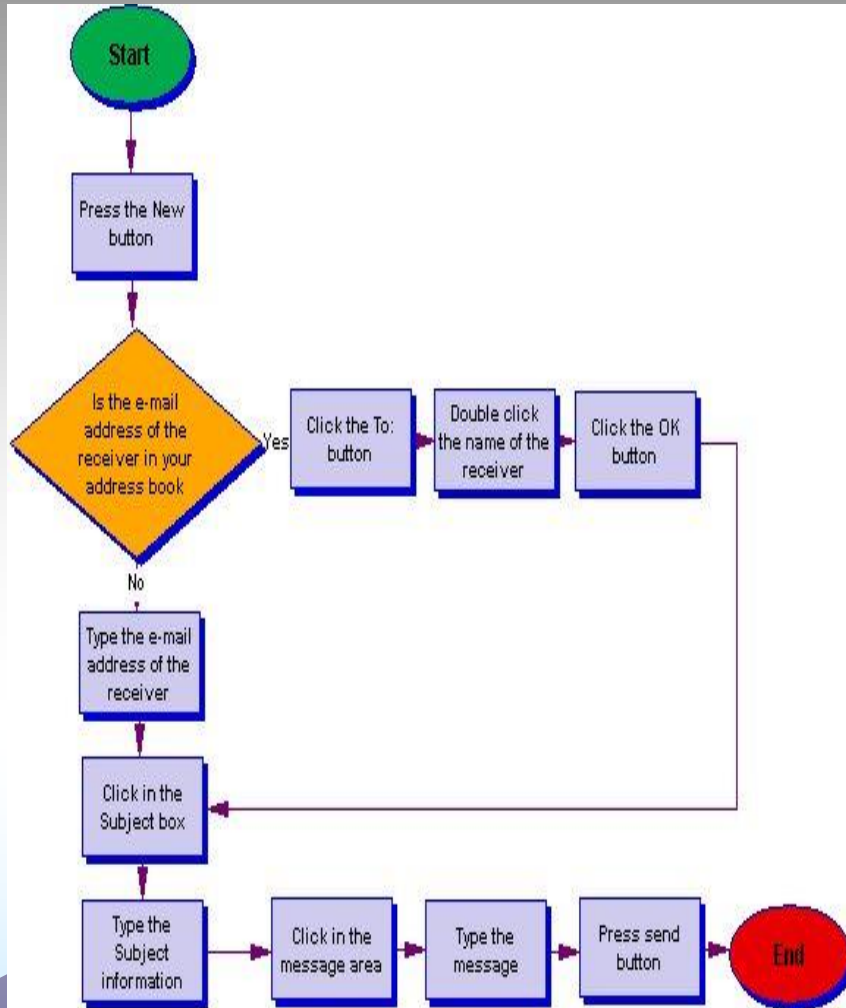 Start
Press the New
button
Is the e-mail
address of the
receiver in your
address book
Yes
Click the To:
button
Double click
the name of the
receiver
Click the OK
button
No
Type the e-mail
address of the
receiver
Click in the
Subject box
Type the
Subject
information
Click in the
message area
Type the
message
Press send
button
End